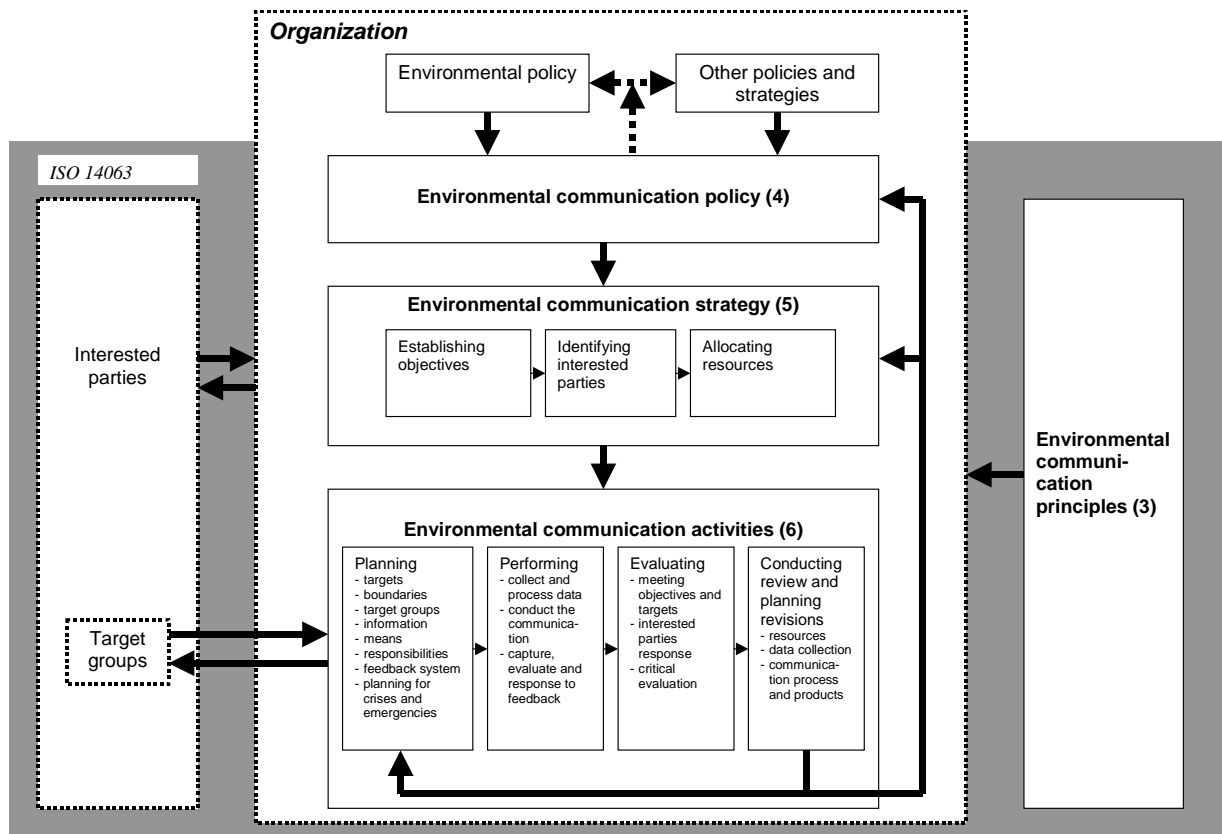 Organization
Environmental policy
Other policies and
strategies
ISO 14063
Environmental communication policy (4)
Environmental communication strategy (5)
Establishing
objectives
Identifying
interested
parties
Allocating
resources
Interested
parties
Environmental
communi-
cation
principles (3)
Environmental communication activities (6)
Planning
- targets
- boundaries
- target groups
- information
- means
- responsibilities
- feedback system
- planning for
crises and
emergencies
Performing
- collect and
process data
- conduct the
communica-
tion
- capture,
evaluate and
response to
feedback
Evaluating
- meeting
objectives and
targets
- interested
parties
response
- critical
evaluation
Conducting
review and
planning
revisions
- resources
- data collection
- communica-
tion process
and products
Target
groups